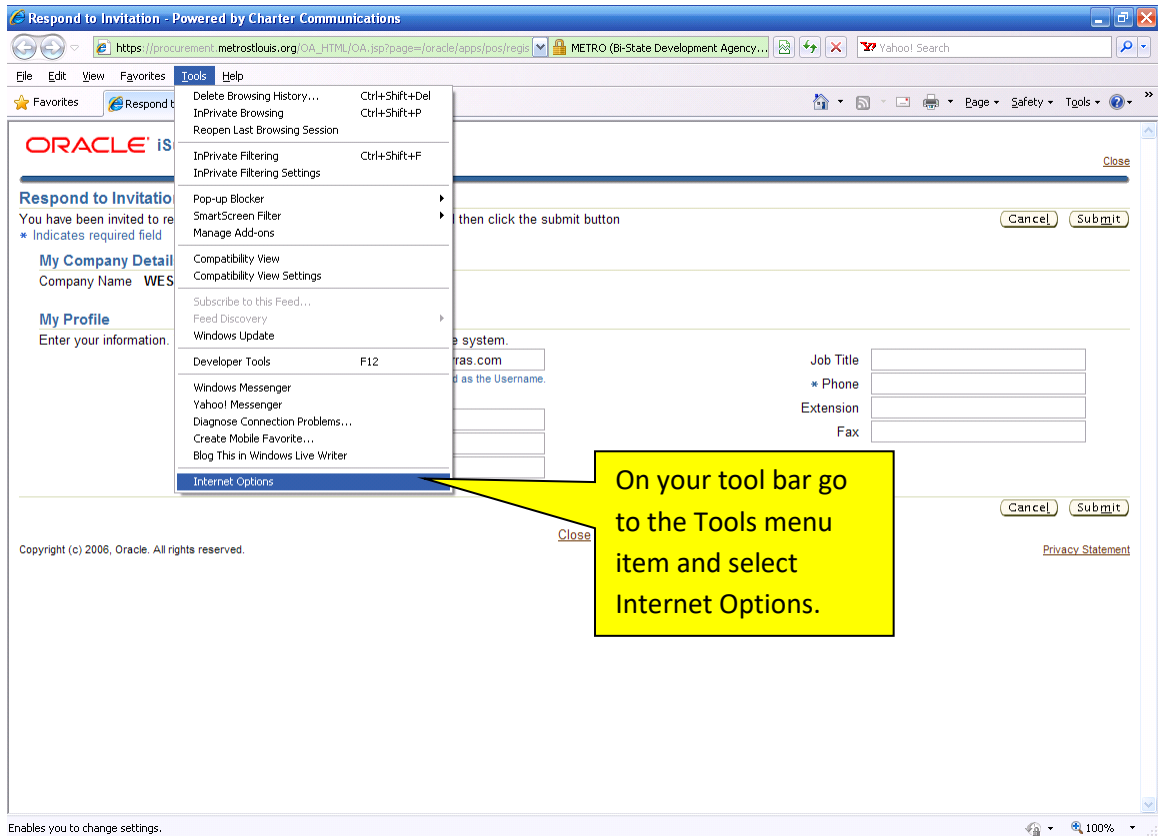 Respond to Invitation - Powered by Charter Communications
https://procurement.metrostlouis.org/OA_HTML/OA.jsp?page=/oracle/apps/pos/regis
METRO (Bi-State Development Agency...
Yahoo! Search
File Edit View Favorites Tools Help
Favorites
Respond t
Page Safety Tools
Delete Browsing History... Ctrl+Shift+Del
InPrivate Browsing Ctrl+Shift+P
Reopen Last Browsing Session
InPrivate Filtering Ctrl+Shift+F
InPrivate Filtering Settings
Pop-up Blocker
SmartScreen Filter
Manage Add-ons
Compatibility View
Compatibility View Settings
Subscribe to this Feed...
Feed Discovery
Windows Update
Developer Tools F12
Windows Messenger
Yahoo! Messenger
Diagnose Connection Problems...
Create Mobile Favorite...
Blog This in Windows Live Writer
Internet Options
ORACLE iS
Close
Respond to Invitatio
You have been invited to re
then click the submit button
Cancel Submit
* Indicates required field
My Company Detail
Company Name WES
My Profile
Enter your information.
e system.
rras.com
d as the Username.
Job Title
* Phone
Extension
Fax
On your tool bar go
to the Tools menu
item and select
Internet Options.
Cancel Submit
Close
Copyright (c) 2006, Oracle. All rights reserved.
Privacy Statement
Enables you to change settings.
100%